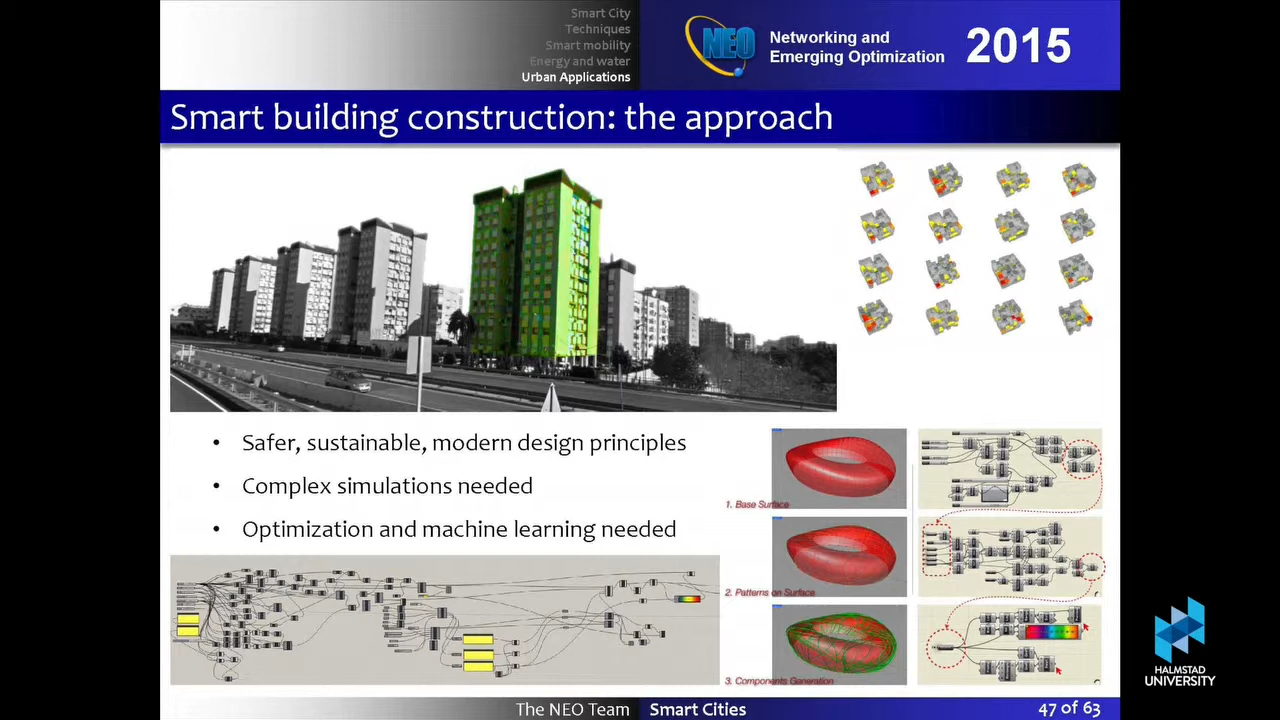 Smart City
Techniques
Smart mobility
Energy and water
Urban Applications
NEO
Networking and
Emerging Optimization
2015
Smart building construction: the approach
• Safer, sustainable, modern design principles
• Complex simulations needed
• Optimization and machine learning needed
1. Base Surface
2. Patterns on Surface
3. Components Generation
HALMSTAD
UNIVERSITY
The NEO Team
Smart Cities
47 of 63